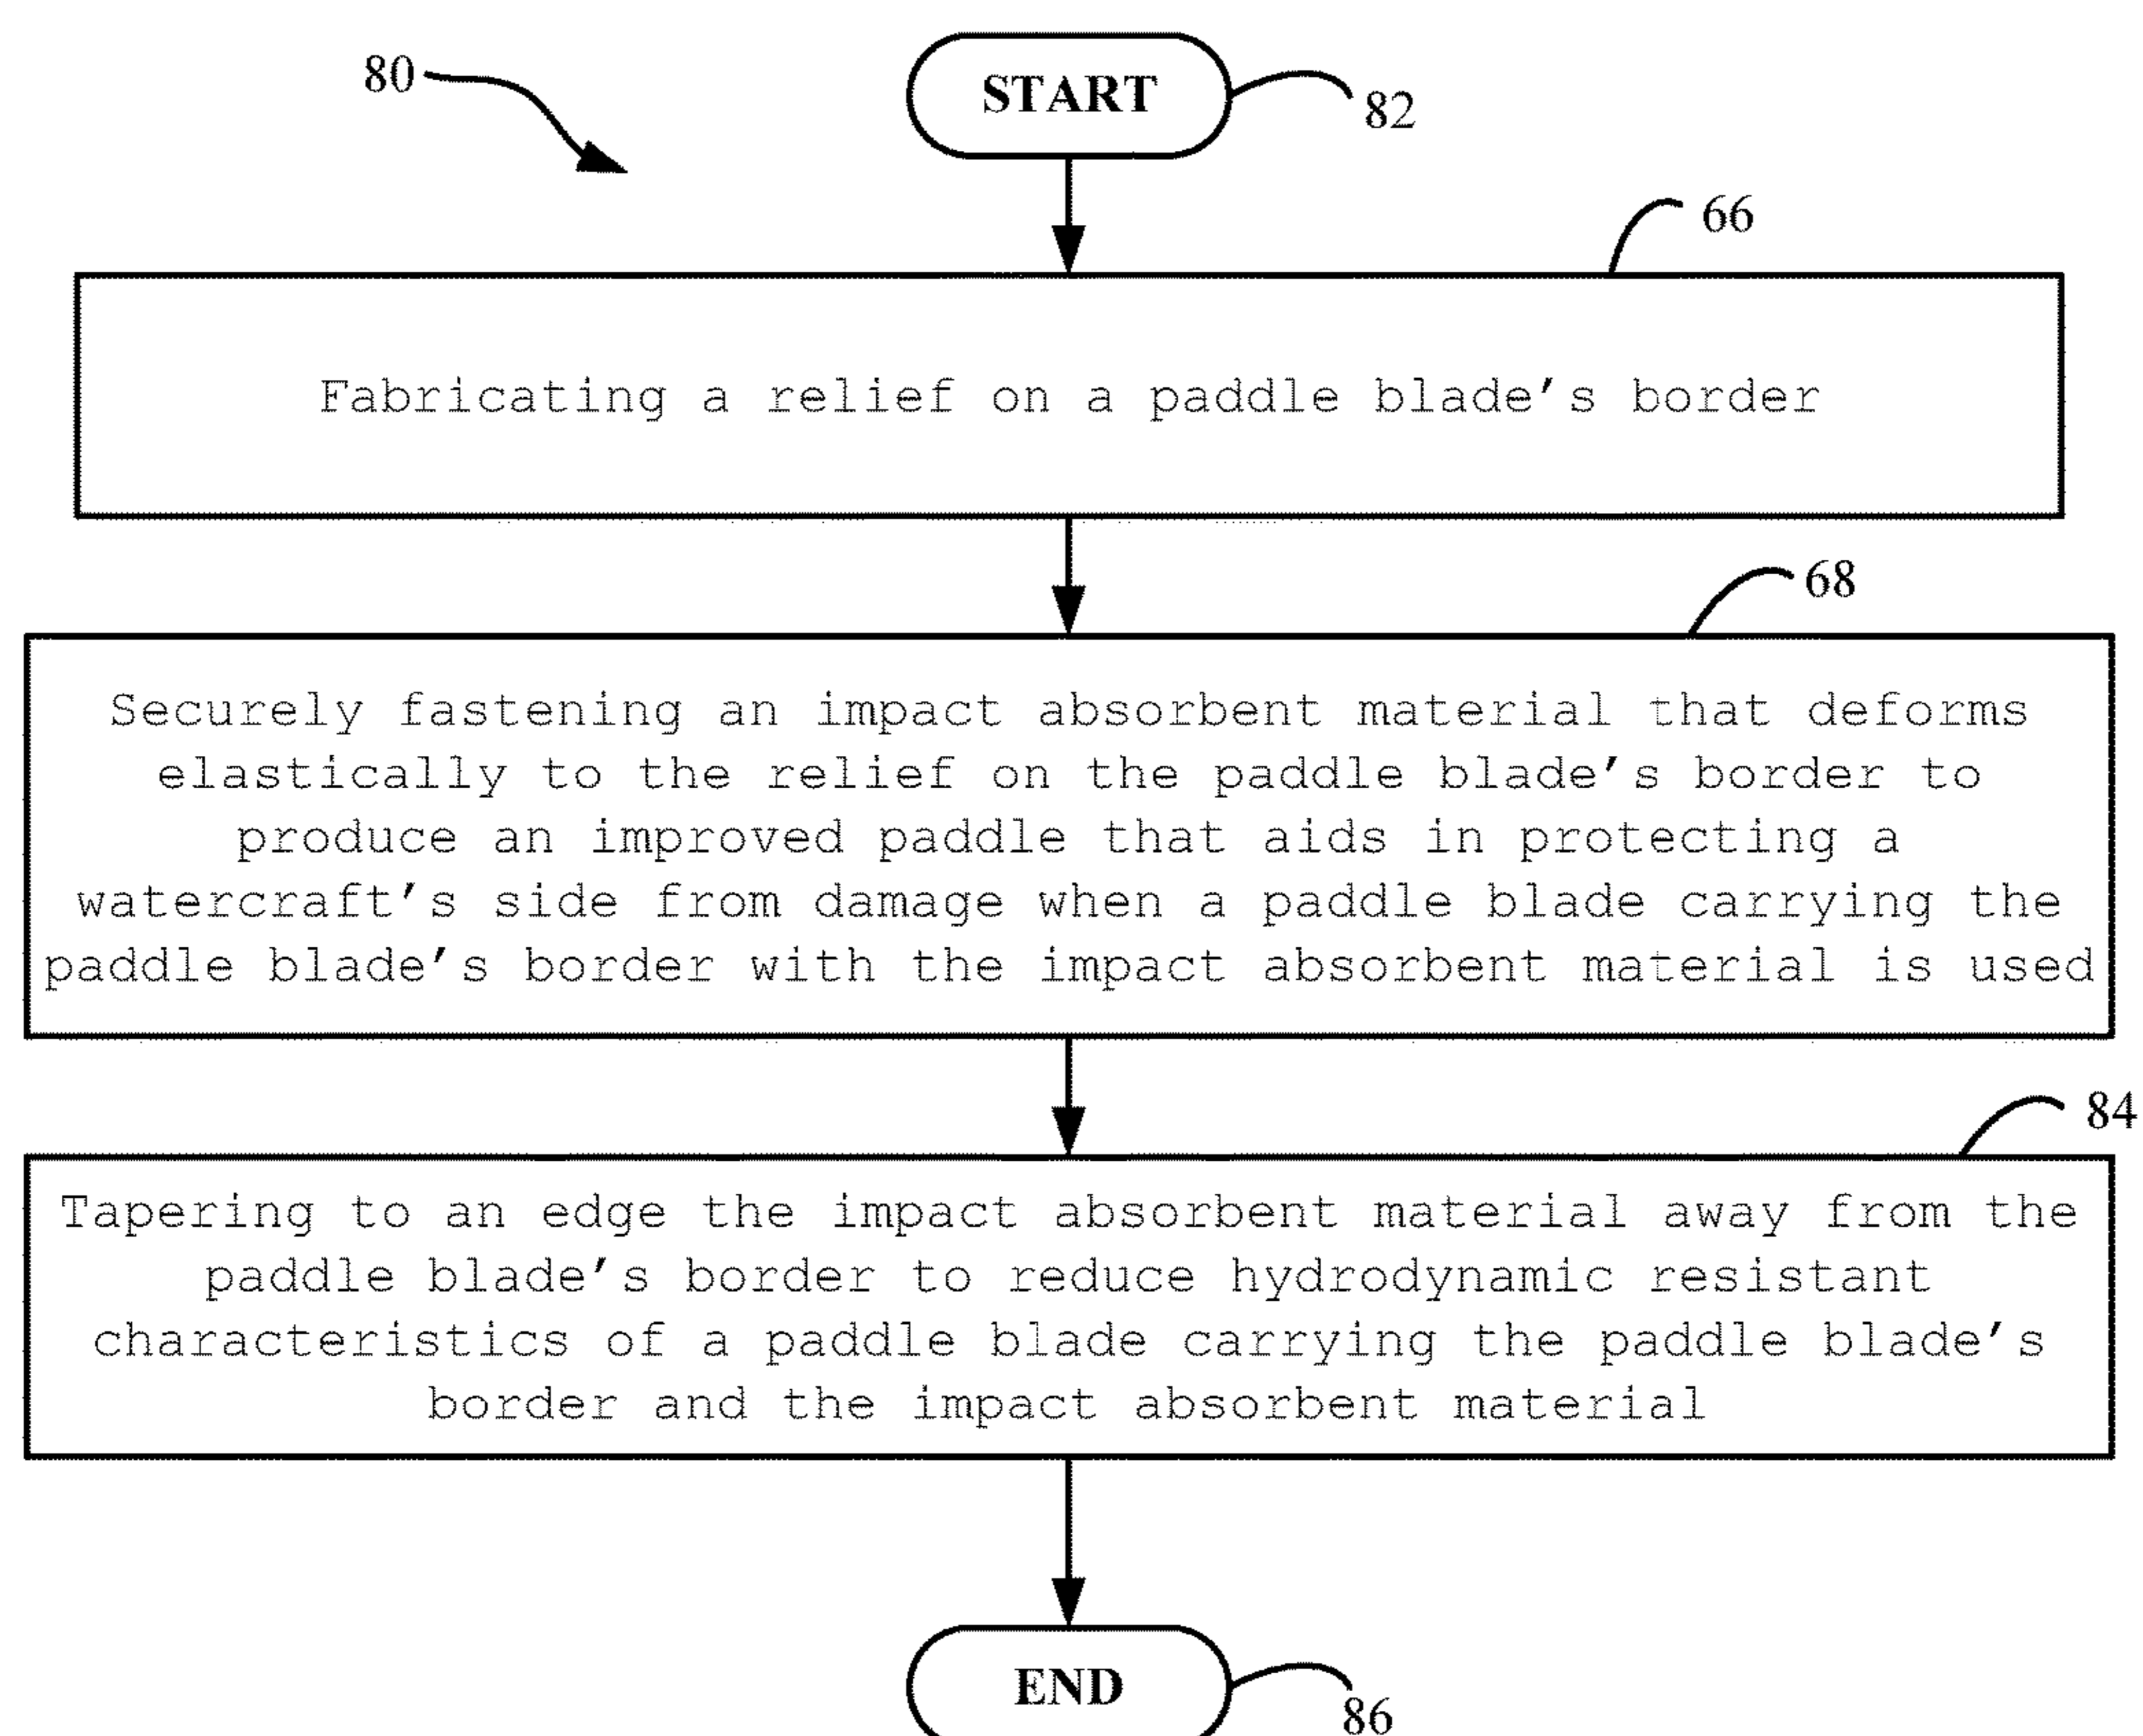 80
START
82
66
Fabricating a relief on a paddle blade's border
68
Securely fastening an impact absorbent material that deforms
elastically to the relief on the paddle blade's border to
produce an improved paddle that aids in protecting a
watercraft's side from damage when a paddle blade carrying the
paddle blade's border with the impact absorbent material is used
84
Tapering to an edge the impact absorbent material away from the
paddle blade's border to reduce hydrodynamic resistant
characteristics of a paddle blade carrying the paddle blade's
border and the impact absorbent material
END
86